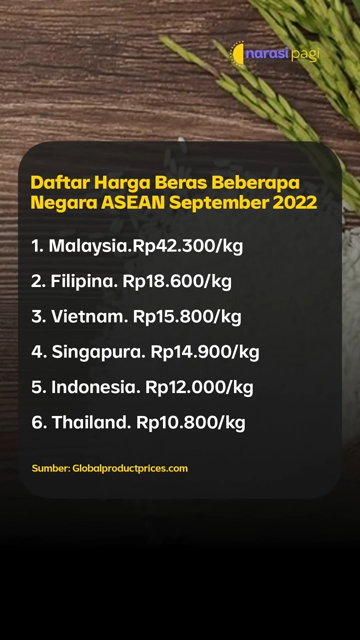 narasi pagi
Daftar Harga Beras Beberapa
Negara ASEAN September 2022
1. Malaysia.Rp42.300/kg
2. Filipina. Rp18.600/kg
3. Vietnam. Rp15.800/kg
4. Singapura. Rp14.900/kg
5. Indonesia. Rp12.000/kg
6. Thailand. Rp10.800/kg
Sumber: Globalproductprices.com